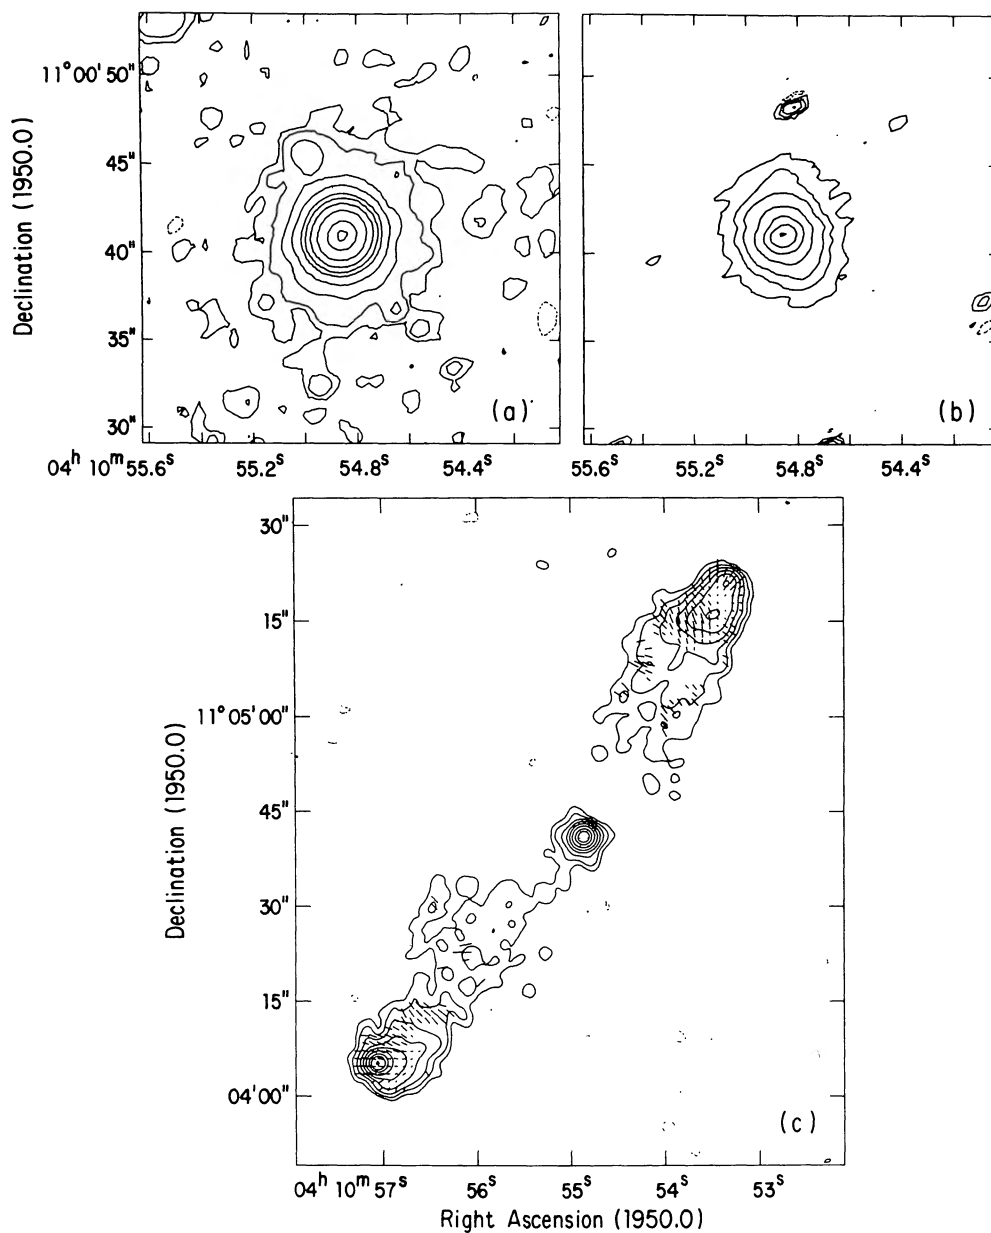 Declination (1950.0)
11°00'50"
45"
40"
35"
30"
(a)
(b)
04ʰ 10ᵐ 55.6ˢ
55.2ˢ
54.8ˢ
54.4ˢ
55.6ˢ
55.2ˢ
54.8ˢ
54.4ˢ
Declination (1950.0)
30"
15"
11°05'00"
45"
30"
15"
04'00"
(c)
04ʰ 10ᵐ 57ˢ
56ˢ
55ˢ
54ˢ
53ˢ
Right Ascension (1950.0)